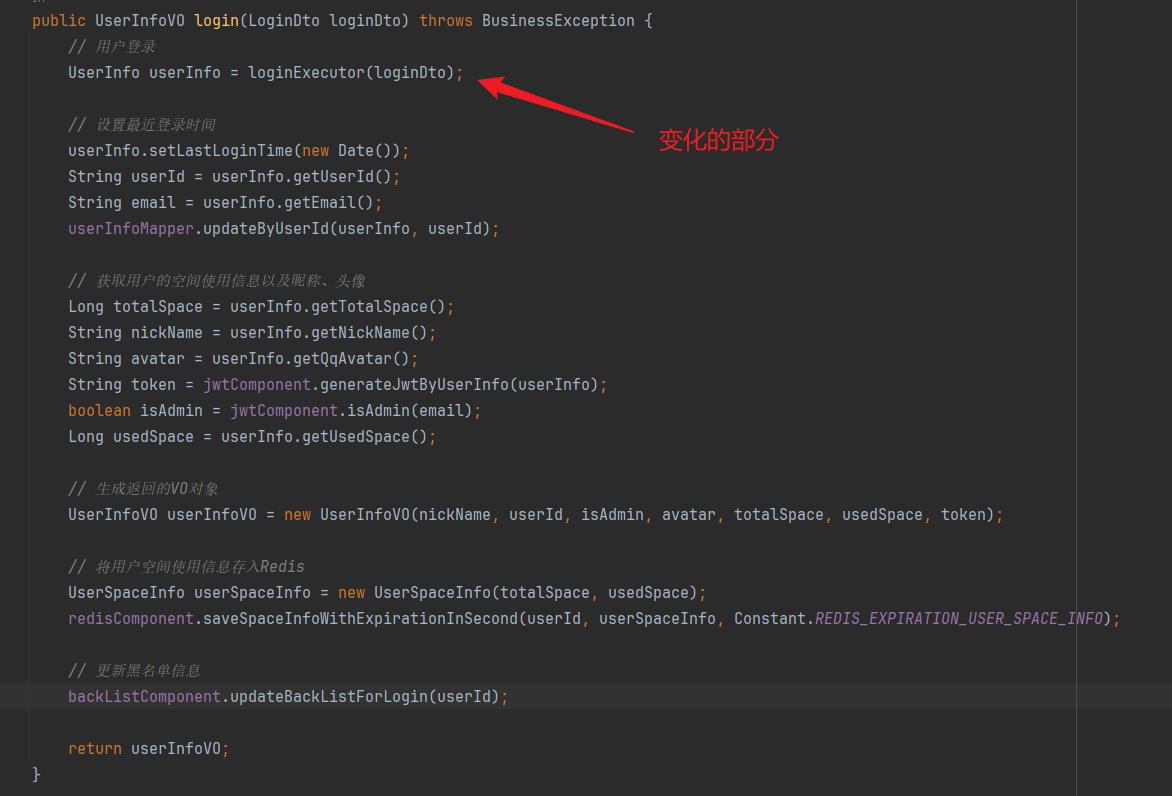 public UserInfoVO login(LoginDto loginDto) throws BusinessException {
// 用户登录
UserInfo userInfo = loginExecutor(loginDto);
变化的部分
// 设置最近登录时间
userInfo.setLastLoginTime(new Date());
String userId = userInfo.getUserId();
String email = userInfo.getEmail();
userInfoMapper.updateByUserId(userInfo, userId);
// 获取用户的空间使用信息以及昵称、头像
Long totalSpace = userInfo.getTotalSpace();
String nickName = userInfo.getNickName();
String avatar = userInfo.getQqAvatar();
String token = jwtComponent.generateJwtByUserInfo(userInfo);
boolean isAdmin = jwtComponent.isAdmin(email);
Long usedSpace = userInfo.getUsedSpace();
// 生成返回的VO对象
UserInfoVO userInfoVO = new UserInfoVO(nickName, userId, isAdmin, avatar, totalSpace, usedSpace, token);
// 将用户空间使用信息存入Redis
UserSpaceInfo userSpaceInfo = new UserSpaceInfo(totalSpace, usedSpace);
redisComponent.saveSpaceInfoWithExpirationInSecond(userId, userSpaceInfo, Constant.REDIS_EXPIRATION_USER_SPACE_INFO);
// 更新黑名单信息
backListComponent.updateBackListForLogin(userId);
return userInfoVO;
}